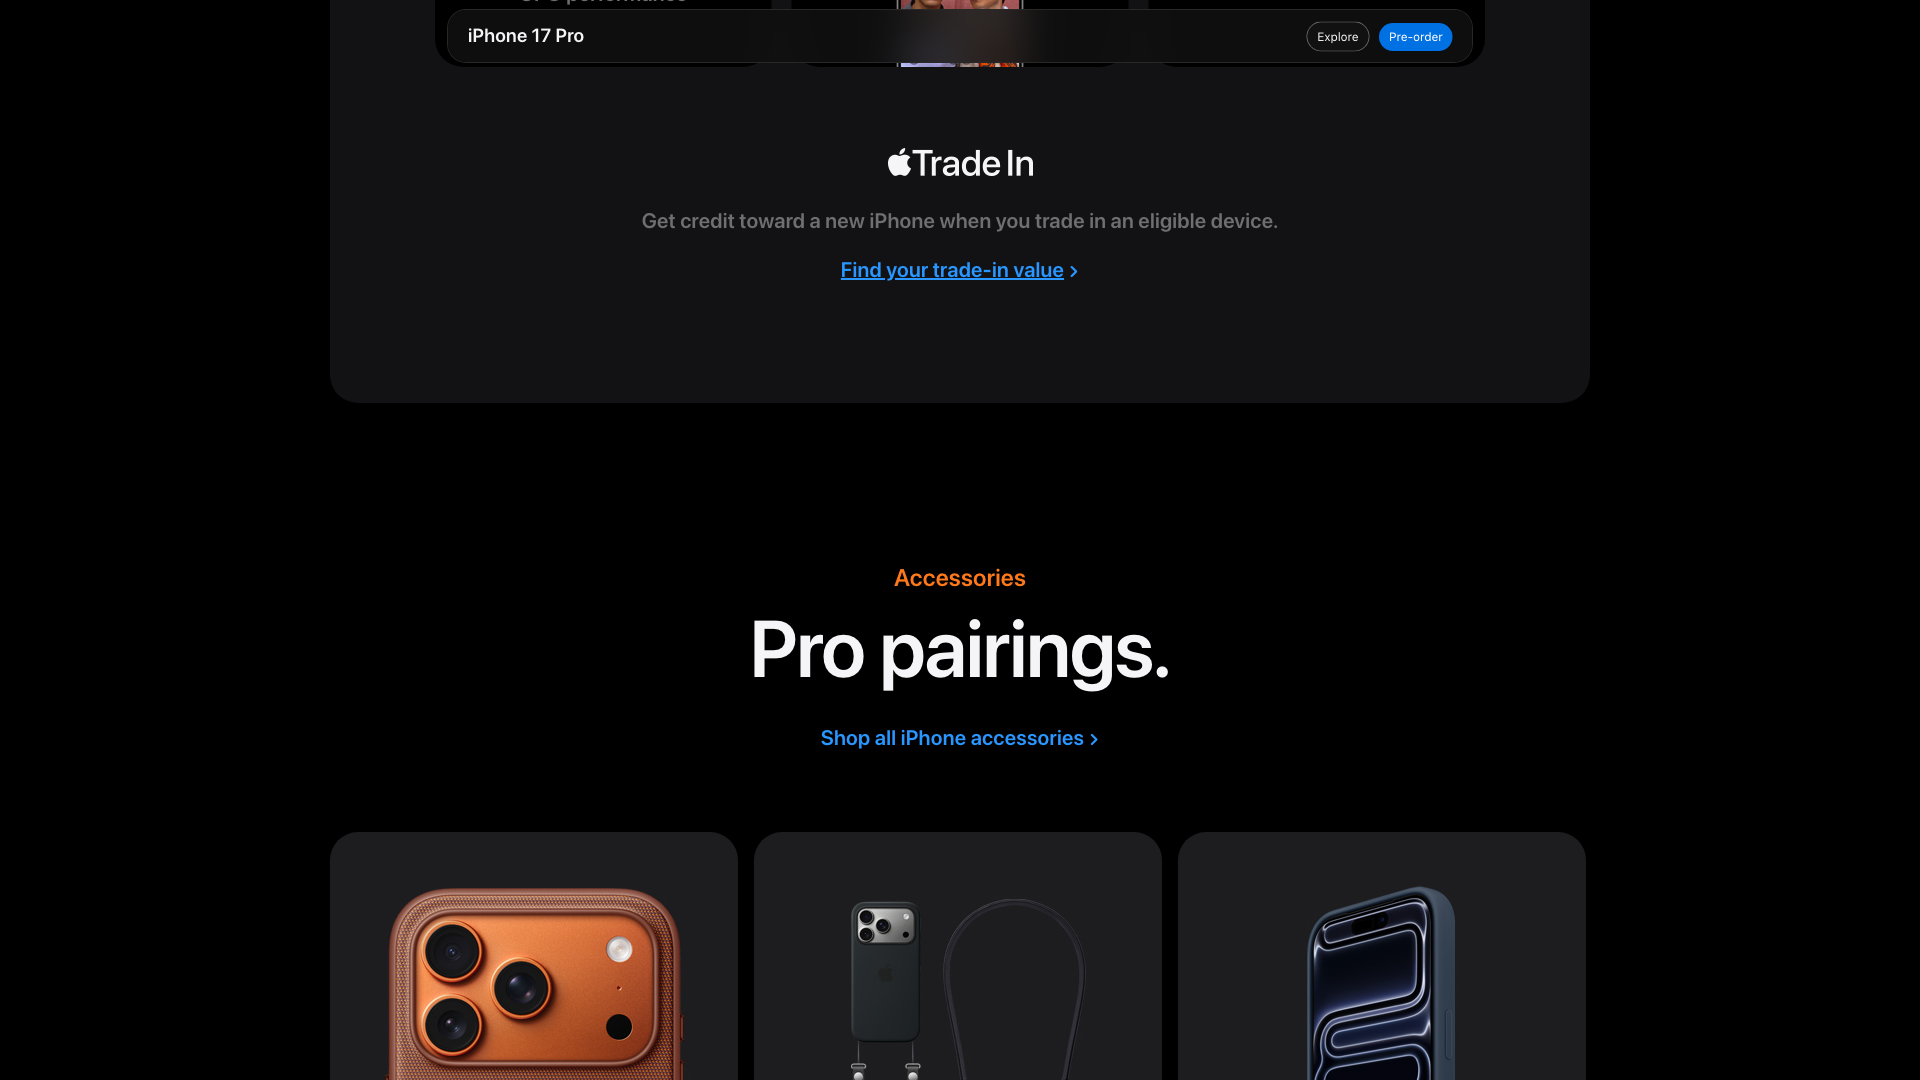 iPhone 17 Pro
Explore
Pre-order
Trade In
Get credit toward a new iPhone when you trade in an eligible device.
Find your trade-in value
Accessories
Pro pairings.
Shop all iPhone accessories